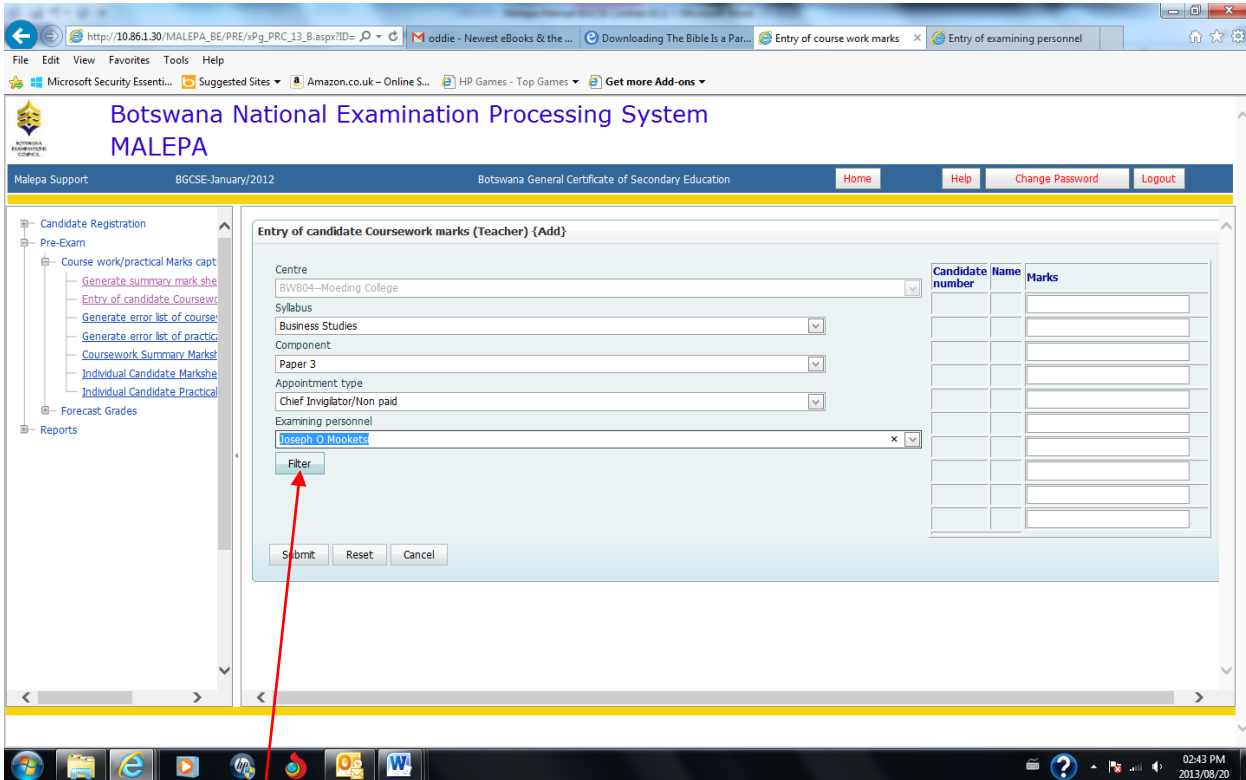 http://10.86.1.30/MALEPA_BE/PRE/xPg_PRC_13_B.aspx?ID=
oddie - Newest eBooks & the ...
Downloading The Bible Is a Par...
Entry of course work marks
Entry of examining personnel
File Edit View Favorites Tools Help
Microsoft Security Essenti... Suggested Sites Amazon.co.uk – Online S... HP Games - Top Games Get more Add-ons
BOTSWANA
EXAMINATIONS
COUNCIL
Botswana National Examination Processing System
MALEPA
Malepa Support BGCSE-January/2012 Botswana General Certificate of Secondary Education Home Help Change Password Logout
Candidate Registration
Pre-Exam
Course work/practical Marks capt
Generate summary mark she
Entry of candidate Coursewo
Generate error list of course
Generate error list of practic
Coursework Summary Marksh
Individual Candidate Markshe
Individual Candidate Practical
Forecast Grades
Reports
Entry of candidate Coursework marks (Teacher) {Add}
Centre
BW804--Moeding College
Syllabus
Business Studies
Component
Paper 3
Appointment type
Chief Invigilator/Non paid
Examining personnel
Joseph O Mookets
Filter
Submit Reset Cancel
Candidate number Name Marks
02:43 PM
2013/08/20